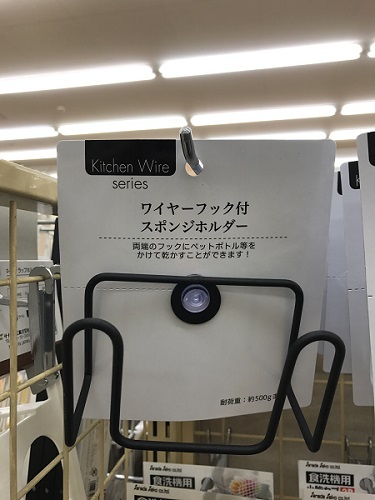 Kitchen Wire
series
ワイヤーフック付
スポンジホルダー
両端のフックにペットボトル等を
かけて乾かすことができます!
耐荷重:約500g
食洗機用
食洗機用